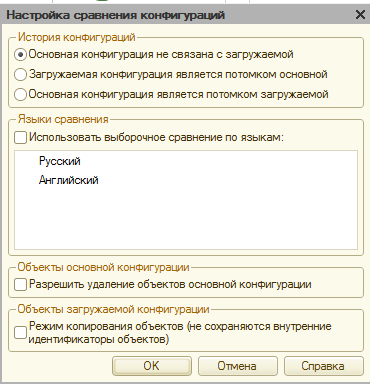 Настройка сравнения конфигураций
История конфигураций
Основная конфигурация не связана с загружаемой
Загружаемая конфигурация является потомком основной
Основная конфигурация является потомком загружаемой
Языки сравнения
Использовать выборочное сравнение по языкам:
Русский
Английский
Объекты основной конфигурации
Разрешить удаление объектов основной конфигурации
Объекты загружаемой конфигурации
Режим копирования объектов (не сохраняются внутренние
идентификаторы объектов)
OK Отмена Справка